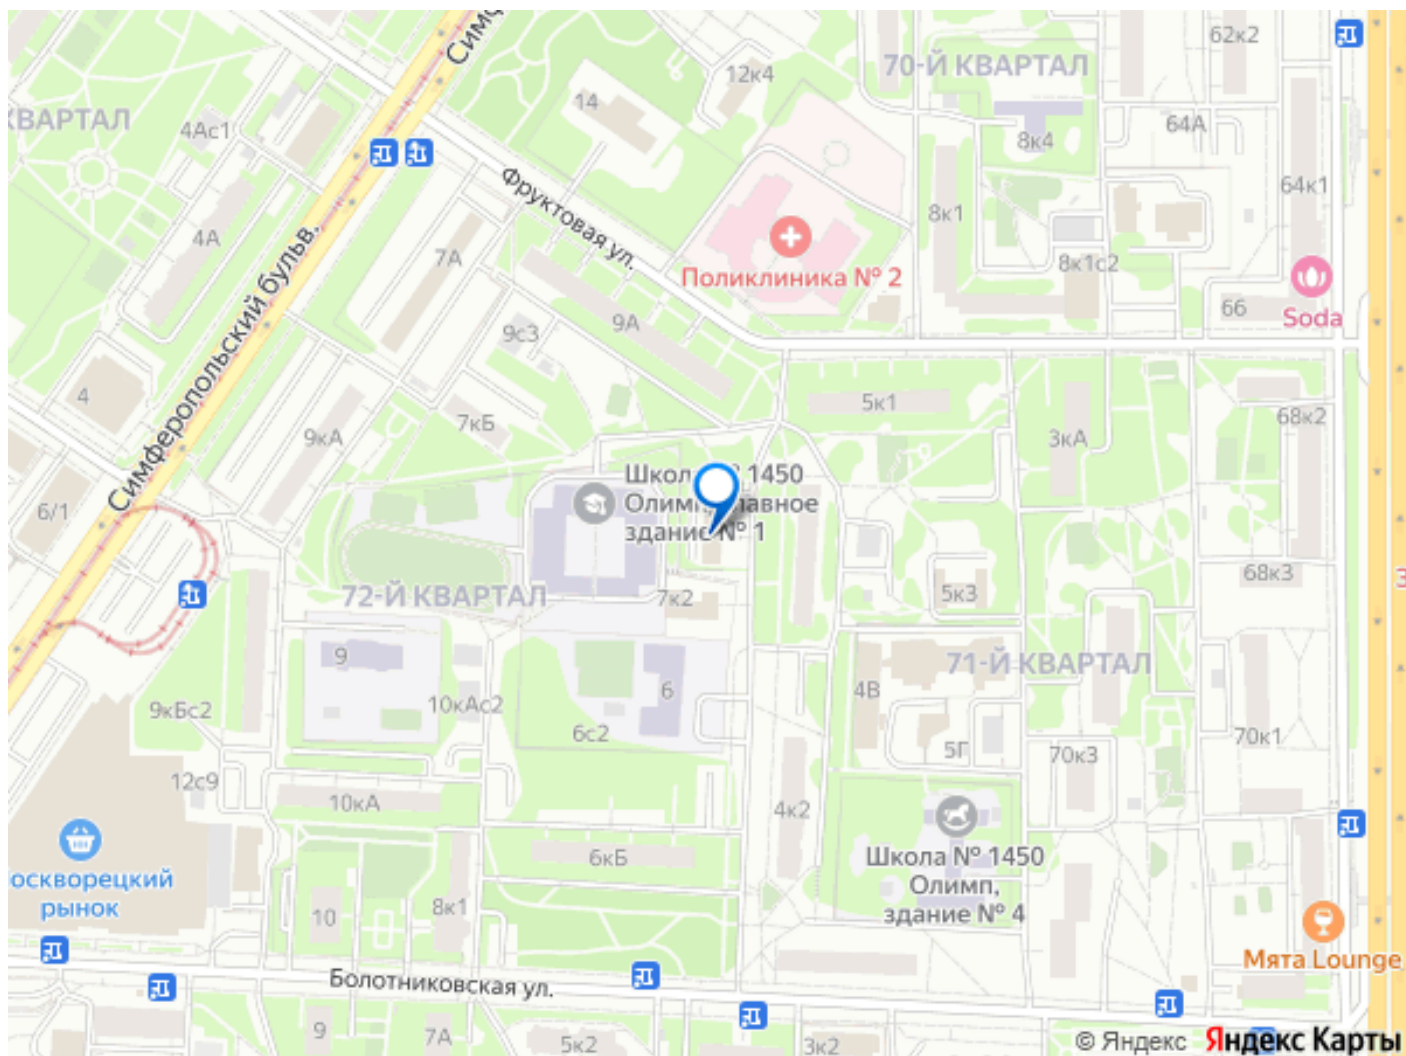 Симф
62к2
70-Й КВАРТАЛ
12к4
14
КВАРТАЛ
4Ас1
64А
8к4
Фруктовая ул.
64к1
8к1
4А
7А
8к1с2
Поликлиника № 2
Симферопольский бульв.
66
Soda
9А
9с3
4
5к1
68к2
7кБ
9кА
3кА
Школа № 1450
Олимп, главное
здание № 1
6/1
68к3
72-Й КВАРТАЛ
7к2
5к3
9
71-Й КВАРТАЛ
6
4В
9кБс2
10кАс2
6с2
5Г
70к3
70к1
12с9
10кА
4к2
Школа № 1450
Олимп,
здание № 4
6кБ
оскворецкий
рынок
10
8к1
Мята Lounge
Болотниковская ул.
9
7А
5к2
3к2
© Яндекс Яндекс Карты